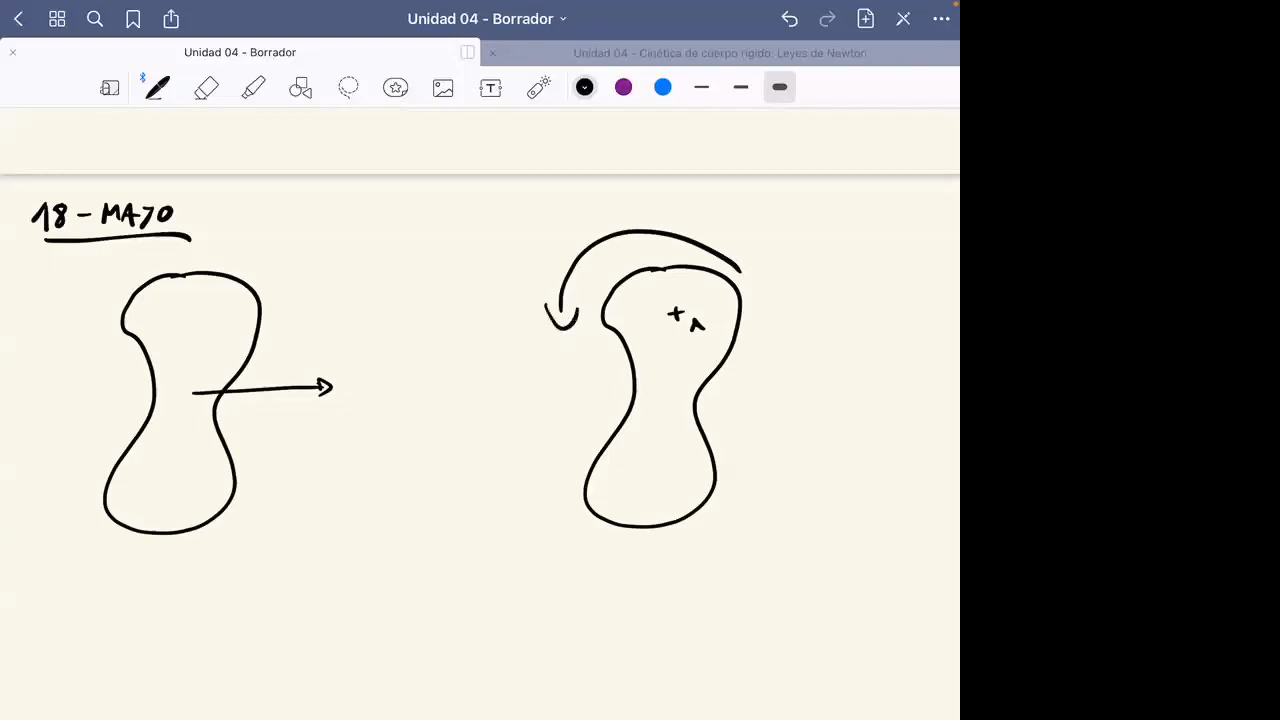 Unidad 04 - Borrador
Unidad 04 - Borrador
Unidad 04 - Cinética de cuerpo rígido: Leyes de Newton
T
18 - MAYO
+ A